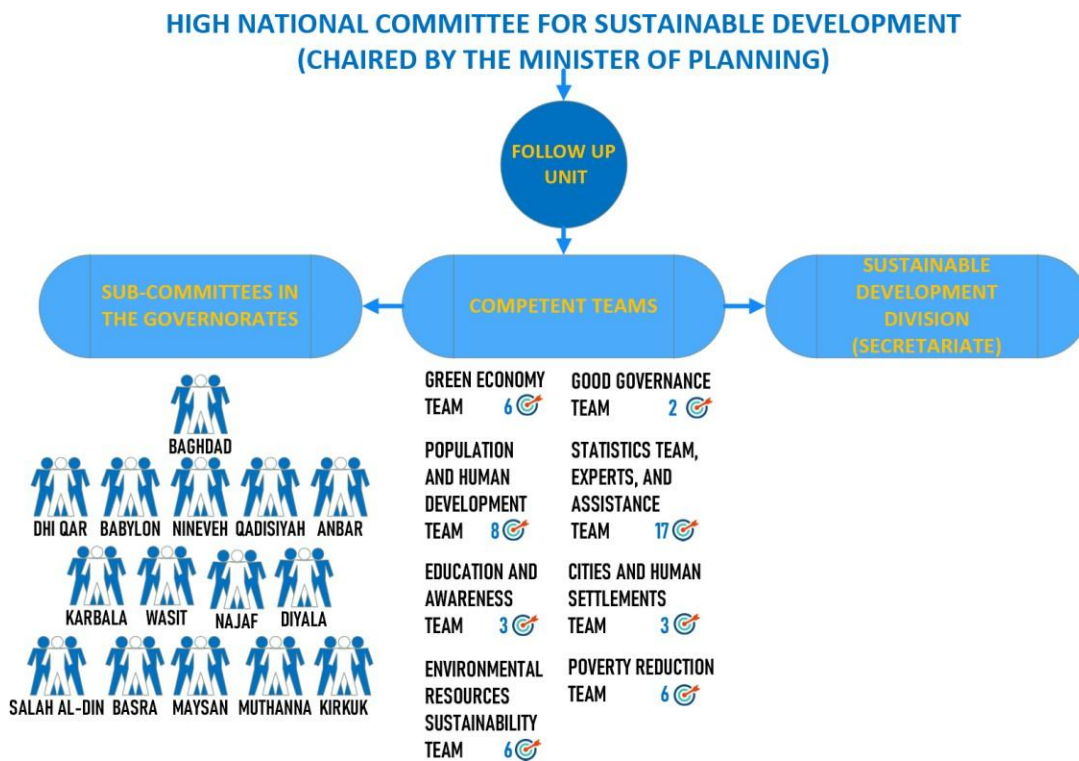 HIGH NATIONAL COMMITTEE FOR SUSTAINABLE DEVELOPMENT
(CHAIRED BY THE MINISTER OF PLANNING)
FOLLOW UP
UNIT
SUB-COMMITTEES IN
THE GOVERNORATES
COMPETENT TEAMS
SUSTAINABLE
DEVELOPMENT
DIVISION
(SECRETARIATE)
BAGHDAD
DHI QAR BABYLON NINEVEH QADISIYAH ANBAR
KARBALA WASIT NAJAF DIYALA
SALAH AL-DIN BASRA MAYSAN MUTHANNA KIRKUK
GREEN ECONOMY
TEAM 6
POPULATION
AND HUMAN
DEVELOPMENT
TEAM 8
EDUCATION AND
AWARENESS
TEAM 3
ENVIRONMENTAL
RESOURCES
SUSTAINABILITY
TEAM 6
GOOD GOVERNANCE
TEAM 2
STATISTICS TEAM,
EXPERTS, AND
ASSISTANCE
TEAM 17
CITIES AND HUMAN
SETTLEMENTS
TEAM 3
POVERTY REDUCTION
TEAM 6